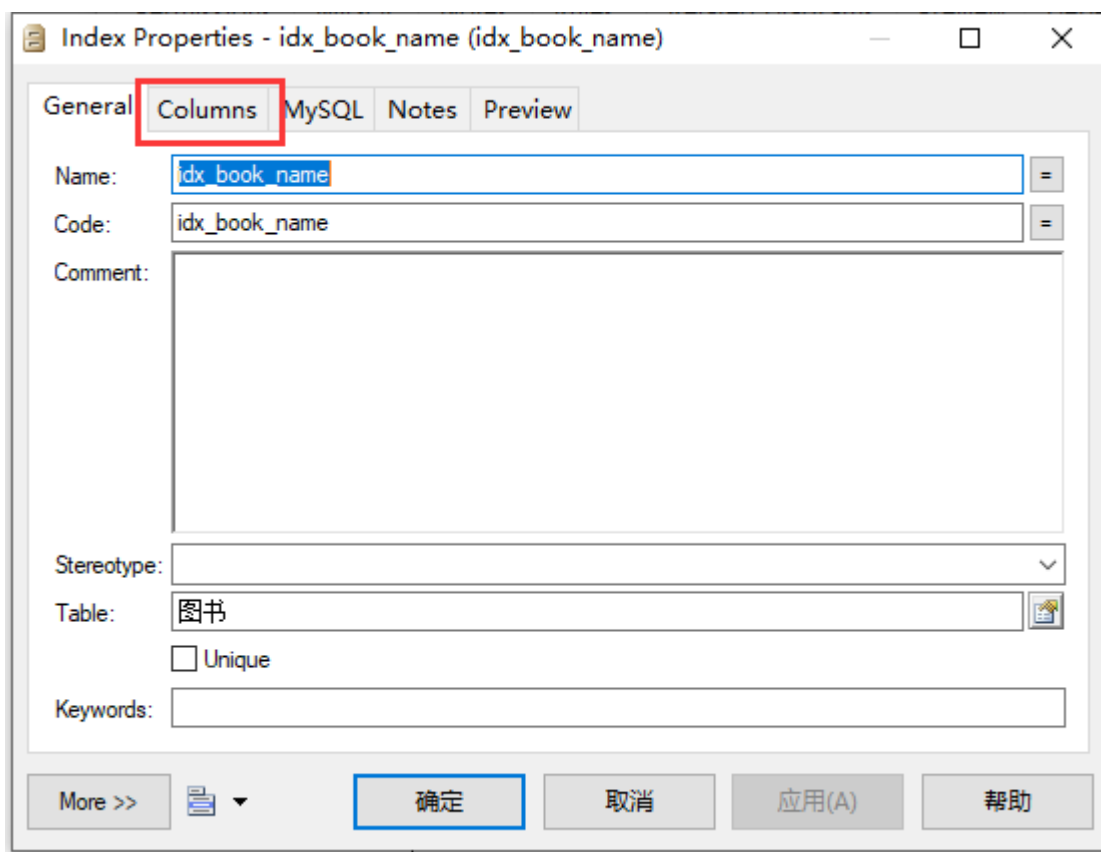 Index Properties - idx_book_name (idx_book_name)
General Columns MySQL Notes Preview
Name: idx_book_name =
Code: idx_book_name =
Comment:
Stereotype:
Table: 图书
Unique
Keywords:
More >> 确定 取消 应用(A) 帮助